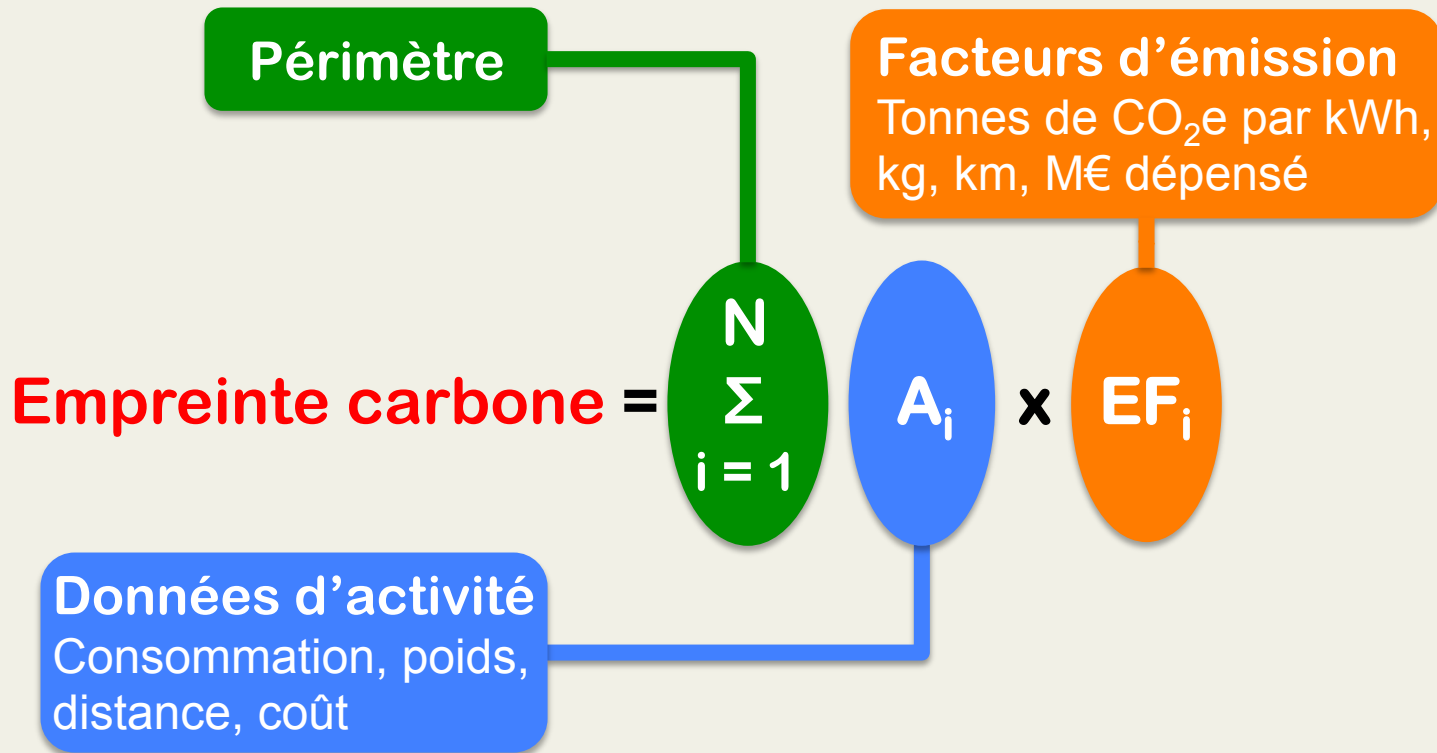 Périmètre
Facteurs d’émission
Tonnes de CO₂e par kWh,
kg, km, M€ dépensé
Empreinte carbone =
N
Σ
i = 1
Aᵢ
x
EFᵢ
Données d’activité
Consommation, poids,
distance, coût